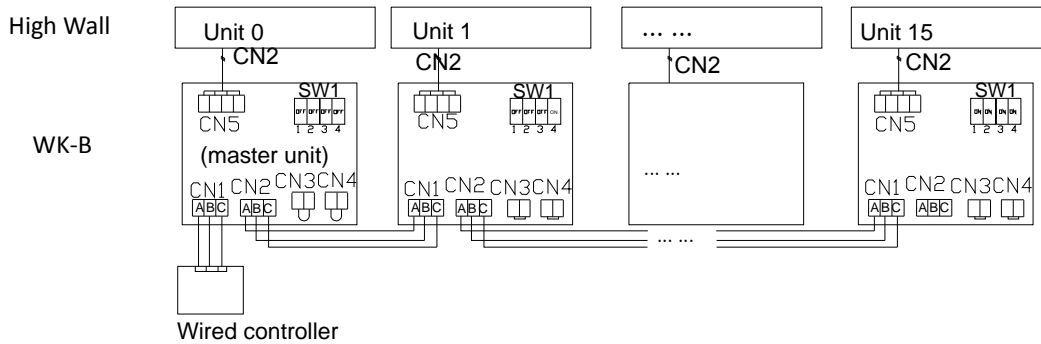 High Wall
Unit 0
Unit 1
... ...
Unit 15
CN2
CN2
CN2
CN2
WK-B
SW1
OFF OFF OFF OFF
1 2 3 4
CN5
(master unit)
CN1 CN2 CN3 CN4
ABC ABC
SW1
OFF OFF OFF ON
1 2 3 4
CN5
CN1 CN2 CN3 CN4
ABC ABC
... ...
SW1
ON ON ON ON
1 2 3 4
CN5
CN1 CN2 CN3 CN4
ABC ABC
... ...
Wired controller